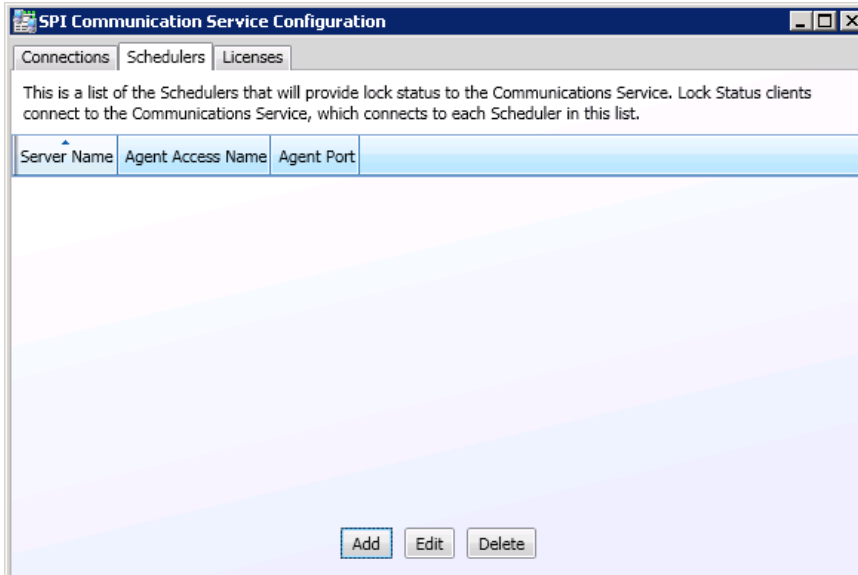 SPI Communication Service Configuration
Connections Schedulers Licenses
This is a list of the Schedulers that will provide lock status to the Communications Service. Lock Status clients
connect to the Communications Service, which connects to each Scheduler in this list.
Server Name Agent Access Name Agent Port
Add Edit Delete